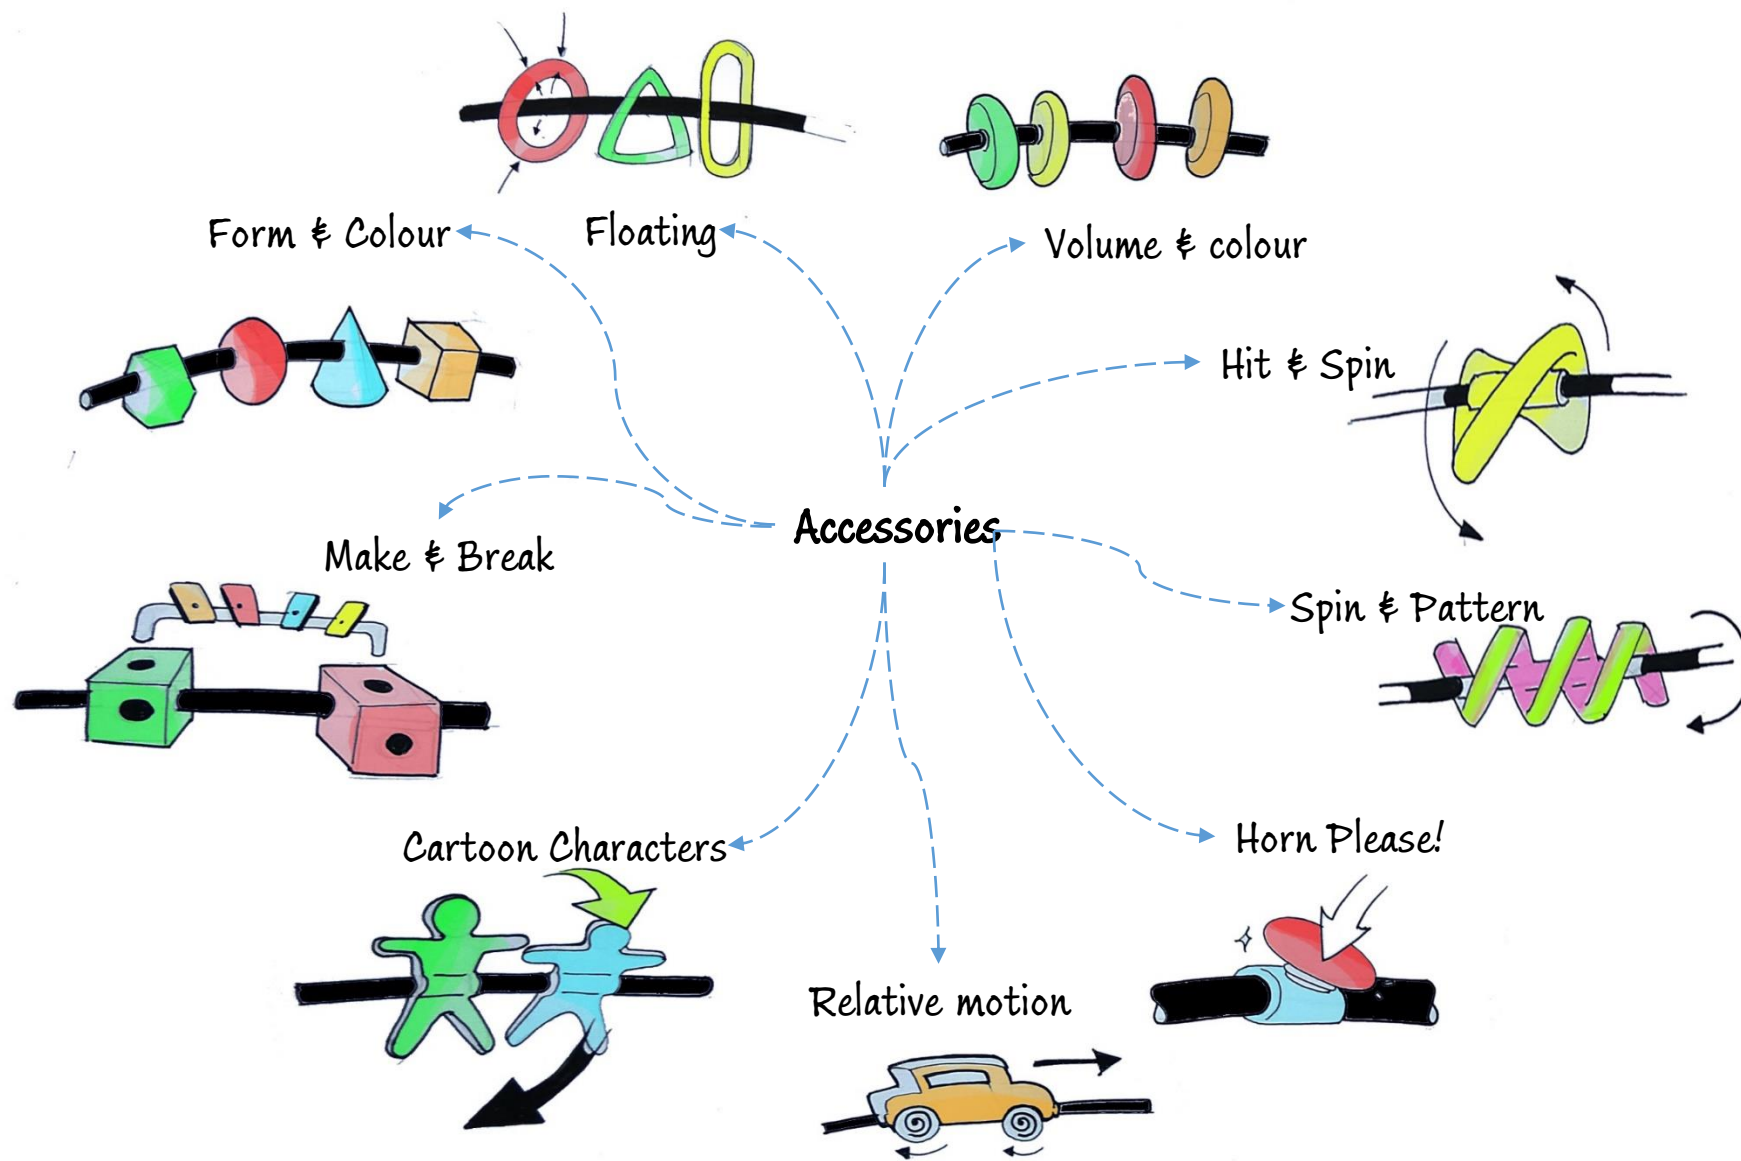 Form & Colour
Floating
Volume & colour
Hit & Spin
Accessories
Make & Break
Spin & Pattern
Cartoon Characters
Horn Please!
Relative motion